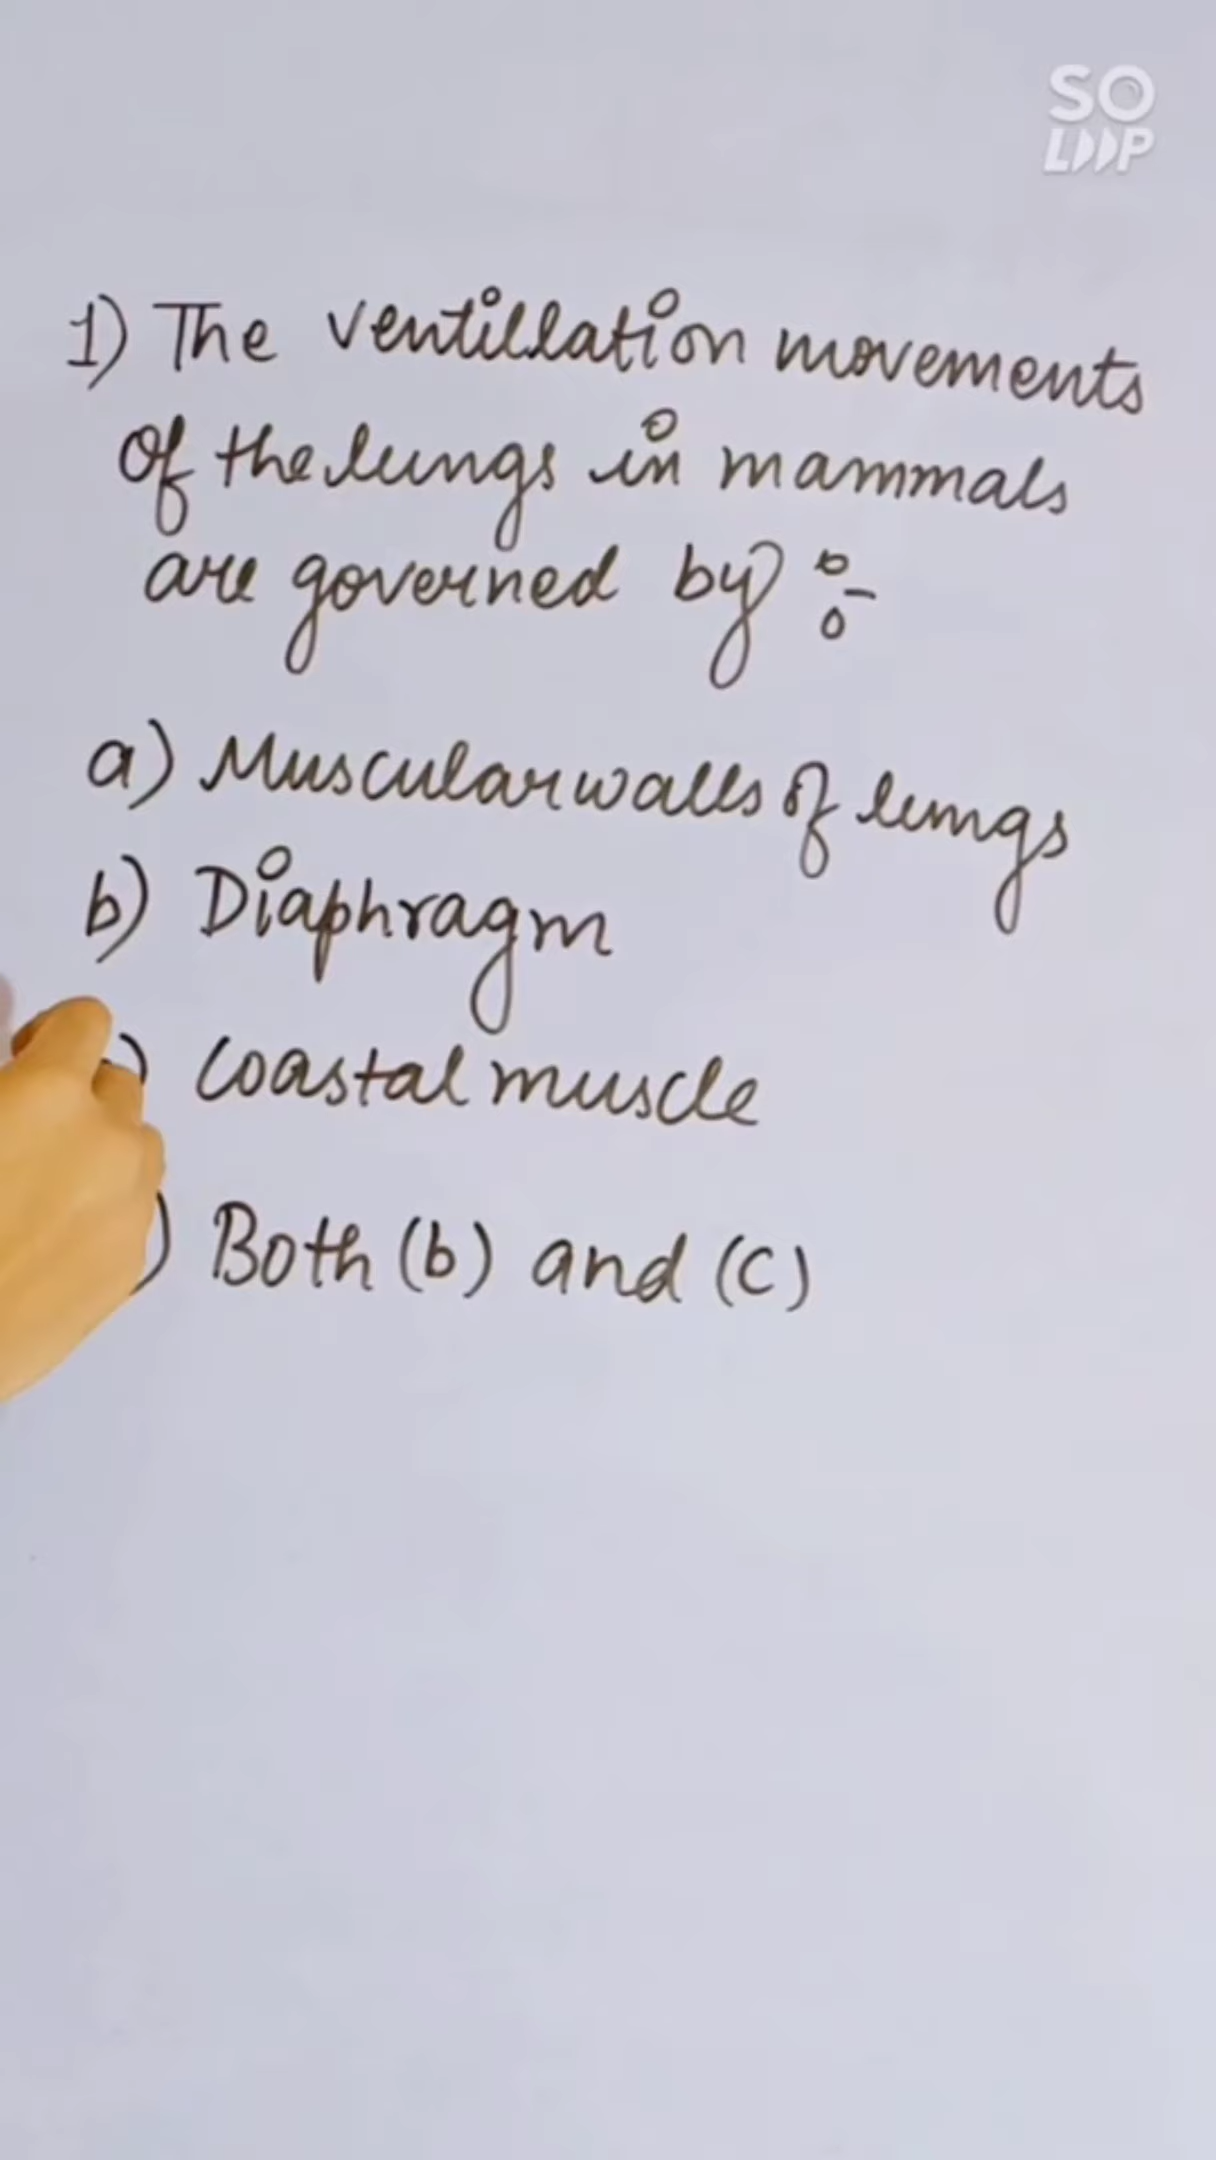 SO
LOOP
1) The ventillation movements
of the lungs in mammals
are governed by :-
a) Muscular walls of lungs
b) Diaphragm
) Coastal muscle
) Both (b) and (c)